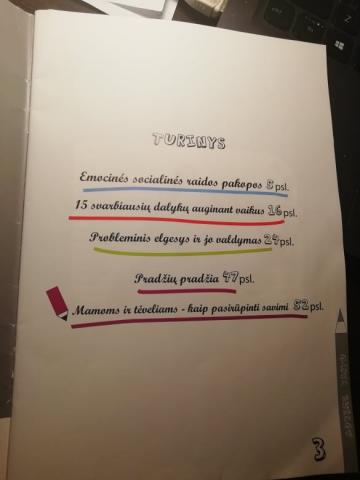 TURINYS
Emocinės socialinės raidos pakopos 5 psl.
15 svarbiausių dalykų auginant vaikus 16 psl.
Probleminis elgesys ir jo valdymas 24 psl.
Pradžių pradžia 47 psl.
Mamoms ir tėveliams - kaip pasirūpinti savimi 52 psl.
3